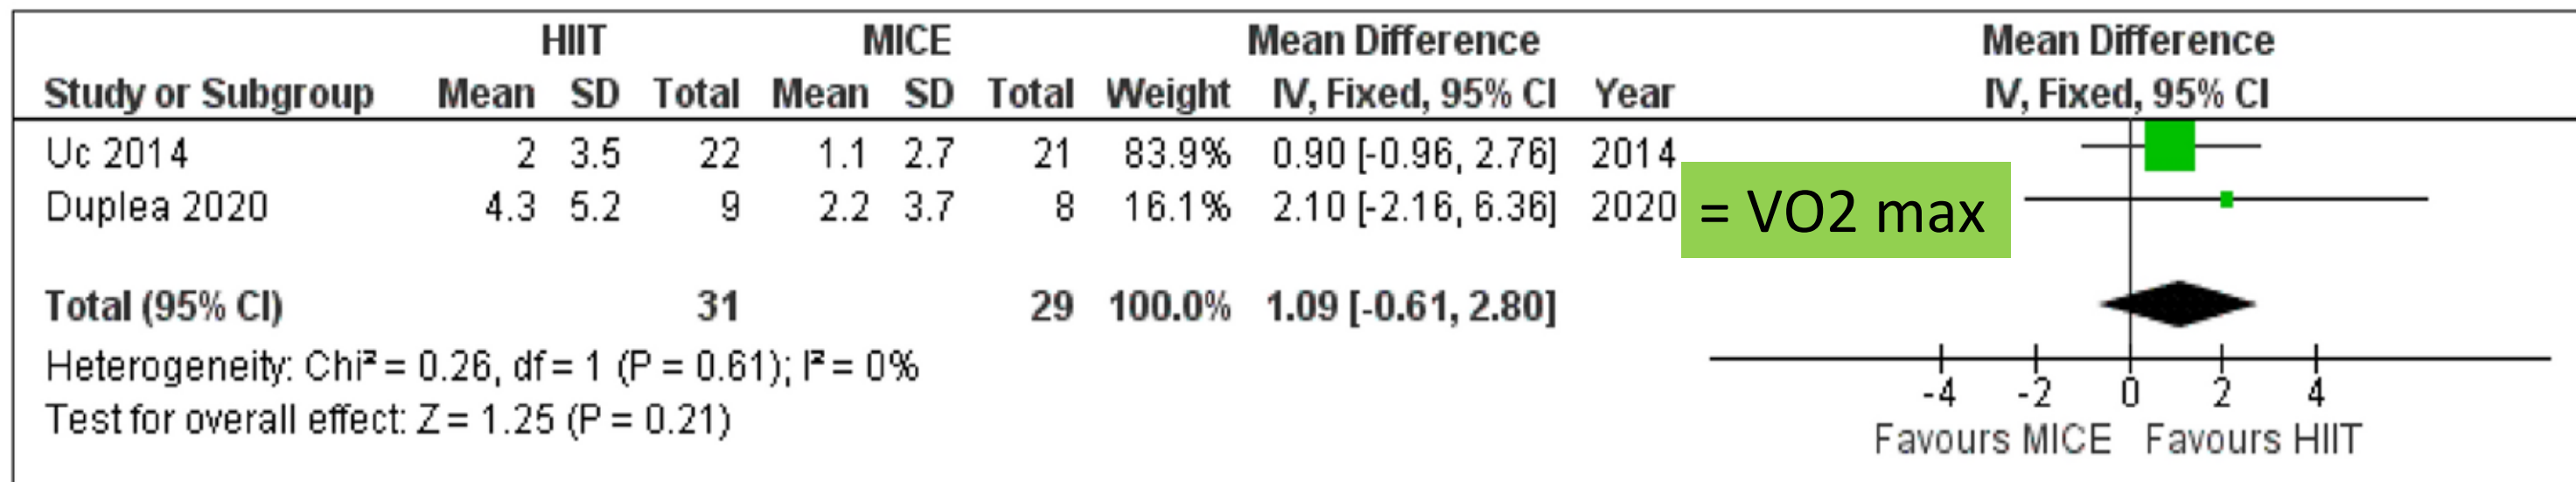 HIIT MICE Mean Difference Mean Difference
Study or Subgroup Mean SD Total Mean SD Total Weight IV, Fixed, 95% CI Year IV, Fixed, 95% CI
Uc 2014 2 3.5 22 1.1 2.7 21 83.9% 0.90 [-0.96, 2.76] 2014
Duplea 2020 4.3 5.2 9 2.2 3.7 8 16.1% 2.10 [-2.16, 6.36] 2020
= VO2 max
Total (95% CI) 31 29 100.0% 1.09 [-0.61, 2.80]
Heterogeneity: Chi² = 0.26, df = 1 (P = 0.61); I² = 0%
Test for overall effect: Z = 1.25 (P = 0.21)
-4 -2 0 2 4
Favours MICE Favours HIIT